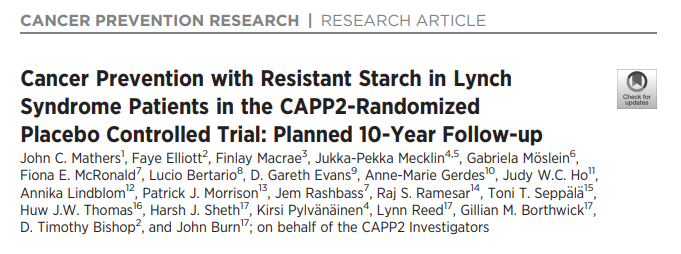 CANCER PREVENTION RESEARCH | RESEARCH ARTICLE
Cancer Prevention with Resistant Starch in Lynch
Syndrome Patients in the CAPP2-Randomized
Placebo Controlled Trial: Planned 10-Year Follow-up
Check for
updates
John C. Mathers¹, Faye Elliott², Finlay Macrae³, Jukka-Pekka Mecklin⁴,⁵, Gabriela Möslein⁶,
Fiona E. McRonald⁷, Lucio Bertario⁸, D. Gareth Evans⁹, Anne-Marie Gerdes¹⁰, Judy W.C. Ho¹¹,
Annika Lindblom¹², Patrick J. Morrison¹³, Jem Rashbass⁷, Raj S. Ramesar¹⁴, Toni T. Seppälä¹⁵,
Huw J.W. Thomas¹⁶, Harsh J. Sheth¹⁷, Kirsi Pylvänäinen⁴, Lynn Reed¹⁷, Gillian M. Borthwick¹⁷,
D. Timothy Bishop², and John Burn¹⁷; on behalf of the CAPP2 Investigators